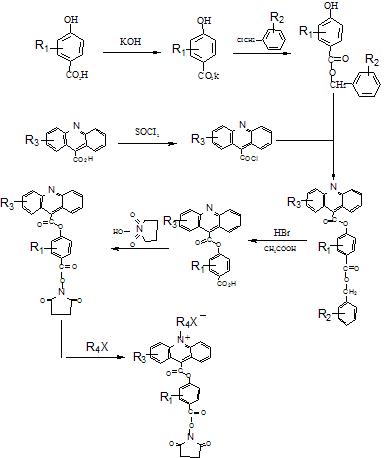 OH
R1
CO2H
KOH
OH
R1
CO2k
ClCH2
R2
OH
R1
C=O
O
CH2
R2
N
R3
CO2H
SOCl2
N
R3
COCl
N
R3
C
O
O
R1
C
O
O
CH2
R2
HBr
CH3COOH
N
R3
O
C
O
R1
CO2H
O
N
HO
O
N
R3
O
C
O
R1
C
O
O
N
O
O
R4X
R4X−
N+
R3
O
C
O
R1
C
O
O
N
O
O